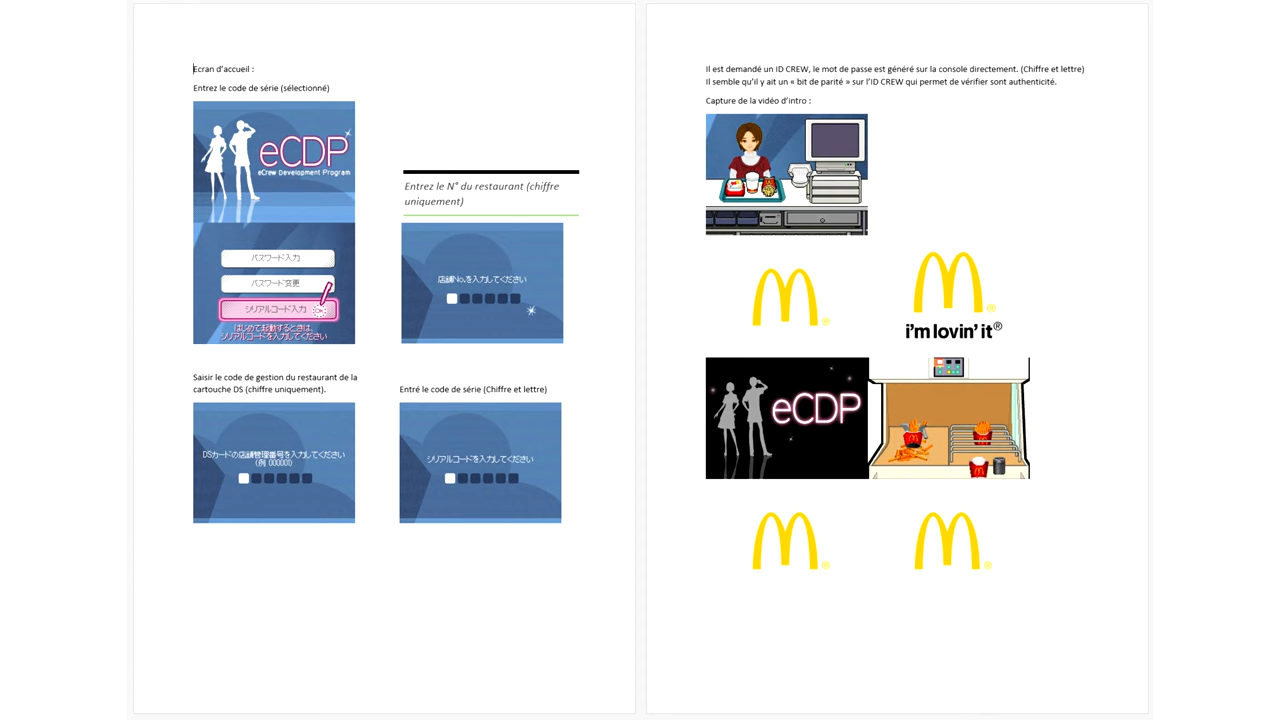 Ecran d'accueil :
Entrez le code de série (sélectionné)
eCDP
eCrew Development Program
パスワード入力
パスワード変更
シリアルコード入力
はじめて起動するときは、
シリアルコードを入力してください
Entrez le N° du restaurant (chiffre
uniquement)
店舗No.を入力してください
Saisir le code de gestion du restaurant de la
cartouche DS (chiffre uniquement).
DSカードの店舗管理番号を入力してください
(例 000001)
Entré le code de série (Chiffre et lettre)
シリアルコードを入力してください
Il est demandé un ID CREW, le mot de passe est généré sur la console directement. (Chiffre et lettre)
Il semble qu'il y ait un « bit de parité » sur l'ID CREW qui permet de vérifier sont authenticité.
Capture de la vidéo d'intro :
i'm lovin' it®
eCDP